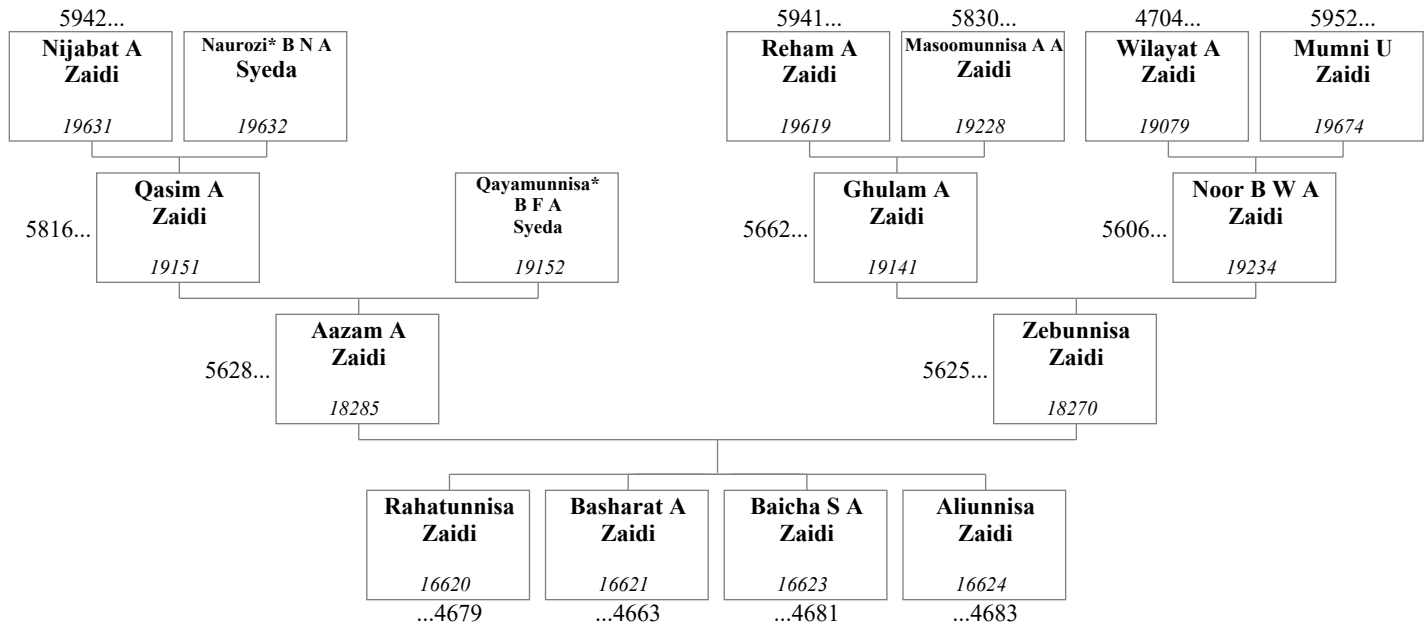 5942...
5941...
5830...
4704...
5952...
Nijabat A
Zaidi
19631
Naurozi* B N A
Syeda
19632
Reham A
Zaidi
19619
Masoomunnisa A A
Zaidi
19228
Wilayat A
Zaidi
19079
Mumni U
Zaidi
19674
5816...
Qasim A
Zaidi
19151
Qayamunnisa*
B F A
Syeda
19152
5662...
Ghulam A
Zaidi
19141
5606...
Noor B W A
Zaidi
19234
5628...
Aazam A
Zaidi
18285
5625...
Zebunnisa
Zaidi
18270
Rahatunnisa
Zaidi
16620
Basharat A
Zaidi
16621
Baicha S A
Zaidi
16623
Aliunnisa
Zaidi
16624
...4679
...4663
...4681
...4683